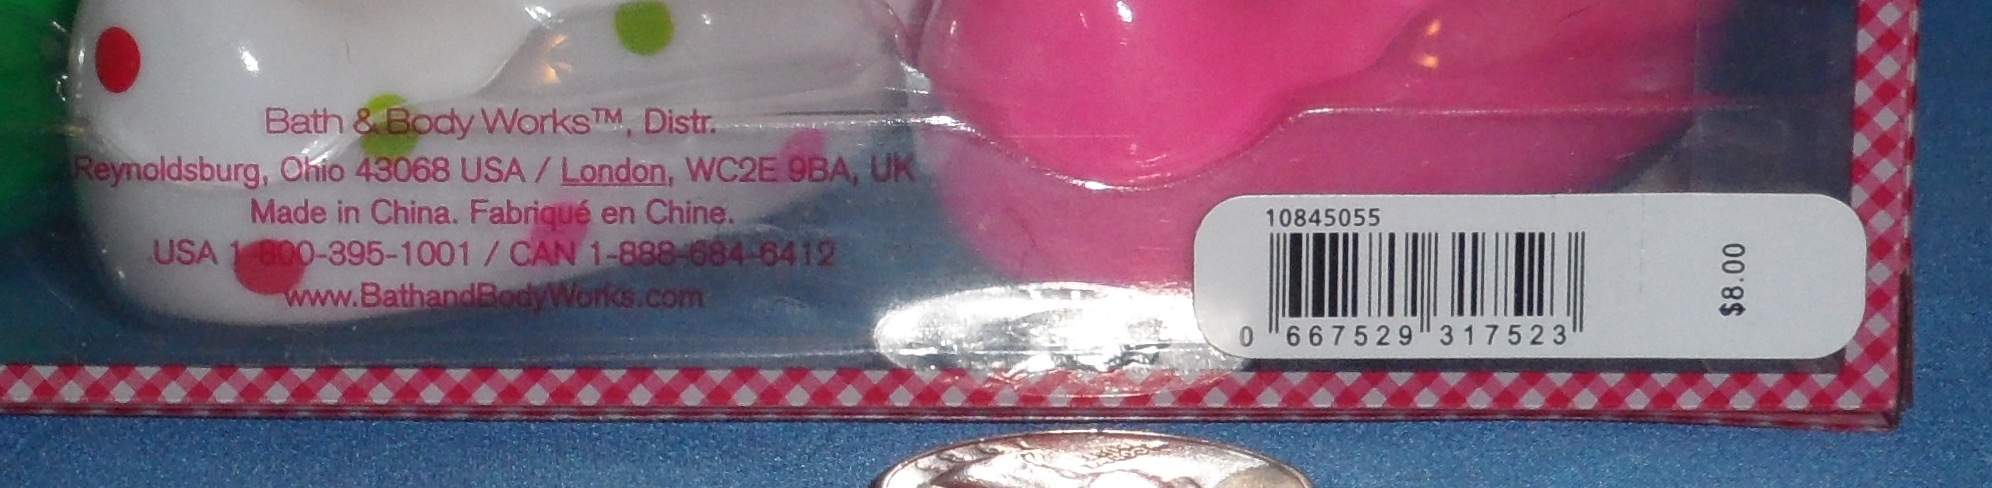 Bath & Body Works™, Distr.
Reynoldsburg, Ohio 43068 USA / London, WC2E 9BA, UK
Made in China. Fabriqué en Chine.
USA 1-800-395-1001 / CAN 1-888-684-6412
www.BathandBodyWorks.com
10845055
0 667529 317523
$8.00